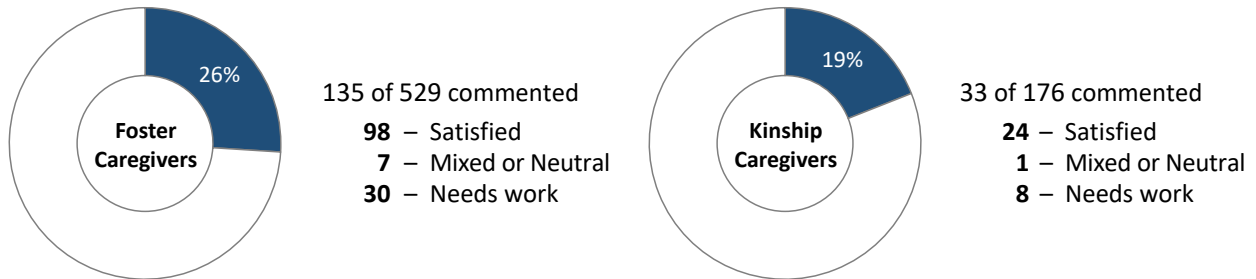 26%
Foster
Caregivers
135 of 529 commented
98 – Satisfied
7 – Mixed or Neutral
30 – Needs work
19%
Kinship
Caregivers
33 of 176 commented
24 – Satisfied
1 – Mixed or Neutral
8 – Needs work